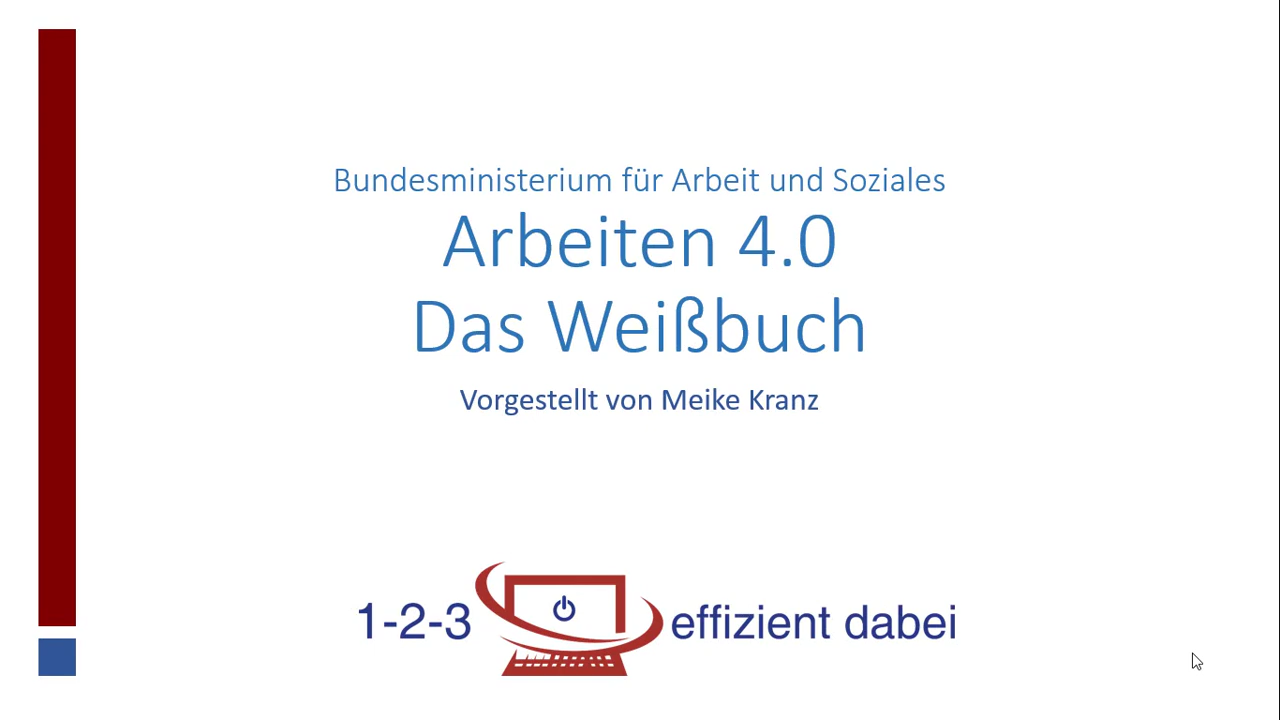 Bundesministerium für Arbeit und Soziales
Arbeiten 4.0
Das Weißbuch
Vorgestellt von Meike Kranz
1-2-3 effizient dabei